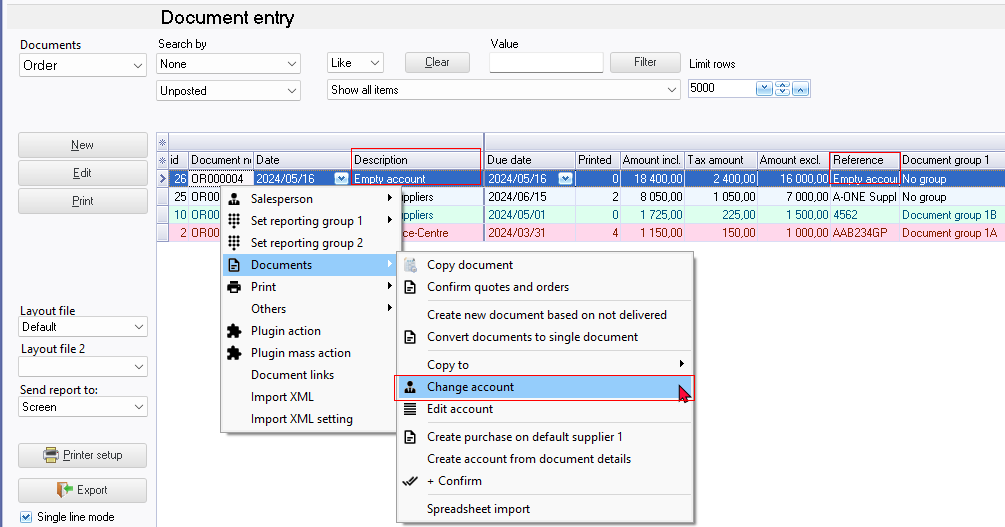 Document entry
Documents
Order
Search by
None
Like
Clear
Value
Filter
Limit rows
Unposted
Show all items
5000
New
Edit
Print
id Document n Date Description Due date Printed Amount incl. Tax amount Amount excl. Reference Document group 1
26 OR000004 2024/05/16 Empty account 2024/05/16 0 18 400,00 2 400,00 16 000,00 Empty accoun No group
25 OR0 uppliers 2024/06/15 2 8 050,00 1 050,00 7 000,00 A-ONE Suppl No group
10 OR0 uppliers 2024/05/01 0 1 725,00 225,00 1 500,00 4562 Document group 1B
2 OR0 ce-Centre 2024/03/31 4 1 150,00 150,00 1 000,00 AAB234GP Document group 1A
Salesperson
Set reporting group 1
Set reporting group 2
Documents
Print
Others
Plugin action
Plugin mass action
Document links
Import XML
Import XML setting
Copy document
Confirm quotes and orders
Create new document based on not delivered
Convert documents to single document
Copy to
Change account
Edit account
Create purchase on default supplier 1
Create account from document details
+ Confirm
Spreadsheet import
Layout file
Default
Layout file 2
Send report to:
Screen
Printer setup
Export
Single line mode